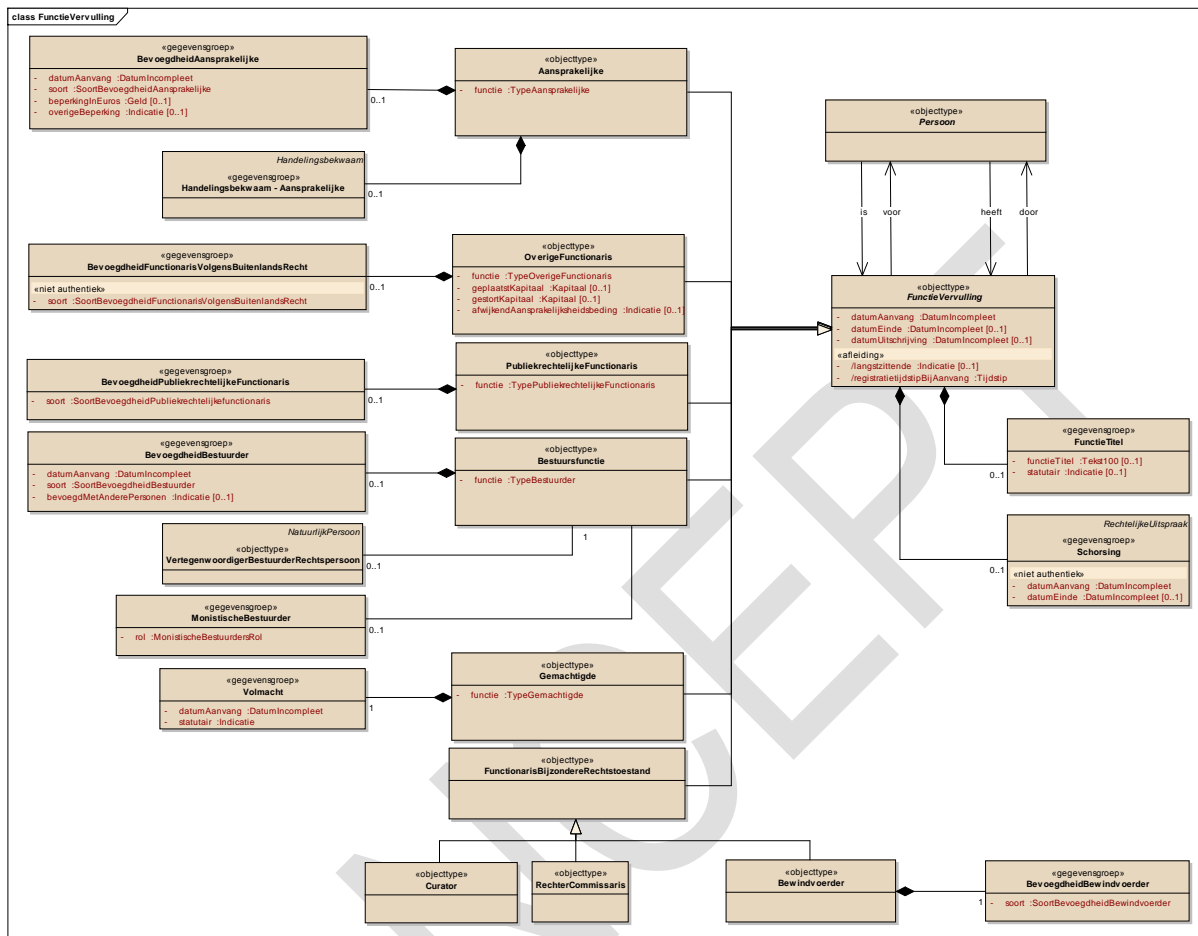 class FunctieVervulling
«gegevensgroep»
BevoegdheidAansprakelijke
- datumAanvang :DatumIncompleet
- soort :SoortBevoegdheidAansprakelijke
- beperkingInEuros :Geld [0..1]
- overigeBeperking :Indicatie [0..1]
0..1
«objecttype»
Aansprakelijke
- functie :TypeAansprakelijke
Handelingsbekwaam
«gegevensgroep»
Handelingsbekwaam - Aansprakelijke
0..1
«objecttype»
Persoon
is
voor
heeft
door
«gegevensgroep»
BevoegdheidFunctionarisVolgensBuitenlandsRecht
«niet authentiek»
- soort :SoortBevoegdheidFunctionarisVolgensBuitenlandsRecht
0..1
«objecttype»
OverigeFunctionaris
- functie :TypeOverigeFunctionaris
- geplaatstKapitaal :Kapitaal [0..1]
- gestortKapitaal :Kapitaal [0..1]
- afwijkendAansprakelijksheidsbeding :Indicatie [0..1]
«objecttype»
FunctieVervulling
- datumAanvang :DatumIncompleet
- datumEinde :DatumIncompleet [0..1]
- datumUitschrijving :DatumIncompleet [0..1]
«afleiding»
- /langstzittende :Indicatie [0..1]
- /registratietijdstipBijAanvang :Tijdstip
«gegevensgroep»
BevoegdheidPubliekrechtelijkeFunctionaris
- soort :SoortBevoegdheidPubliekrechtelijkefunctionaris
0..1
«objecttype»
PubliekrechtelijkeFunctionaris
- functie :TypePubliekrechtelijkeFunctionaris
«gegevensgroep»
FunctieTitel
- functieTitel :Tekst100 [0..1]
- statutair :Indicatie [0..1]
0..1
«gegevensgroep»
BevoegdheidBestuurder
- datumAanvang :DatumIncompleet
- soort :SoortBevoegdheidBestuurder
- bevoegdMetAnderePersonen :Indicatie [0..1]
0..1
«objecttype»
Bestuursfunctie
- functie :TypeBestuurder
1
NatuurlijkPersoon
«objecttype»
VertegenwoordigerBestuurderRechtspersoon
0..1
RechtelijkeUitspraak
«gegevensgroep»
Schorsing
«niet authentiek»
- datumAanvang :DatumIncompleet
- datumEinde :DatumIncompleet [0..1]
0..1
«gegevensgroep»
MonistischeBestuurder
- rol :MonistischeBestuurdersRol
0..1
«gegevensgroep»
Volmacht
- datumAanvang :DatumIncompleet
- statutair :Indicatie
1
«objecttype»
Gemachtigde
- functie :TypeGemachtigde
«objecttype»
FunctionarisBijzondereRechtstoestand
«objecttype»
Curator
«objecttype»
RechterCommissaris
«objecttype»
Bewindvoerder
«gegevensgroep»
BevoegdheidBewindvoerder
- soort :SoortBevoegdheidBewindvoerder
1
NCEPT